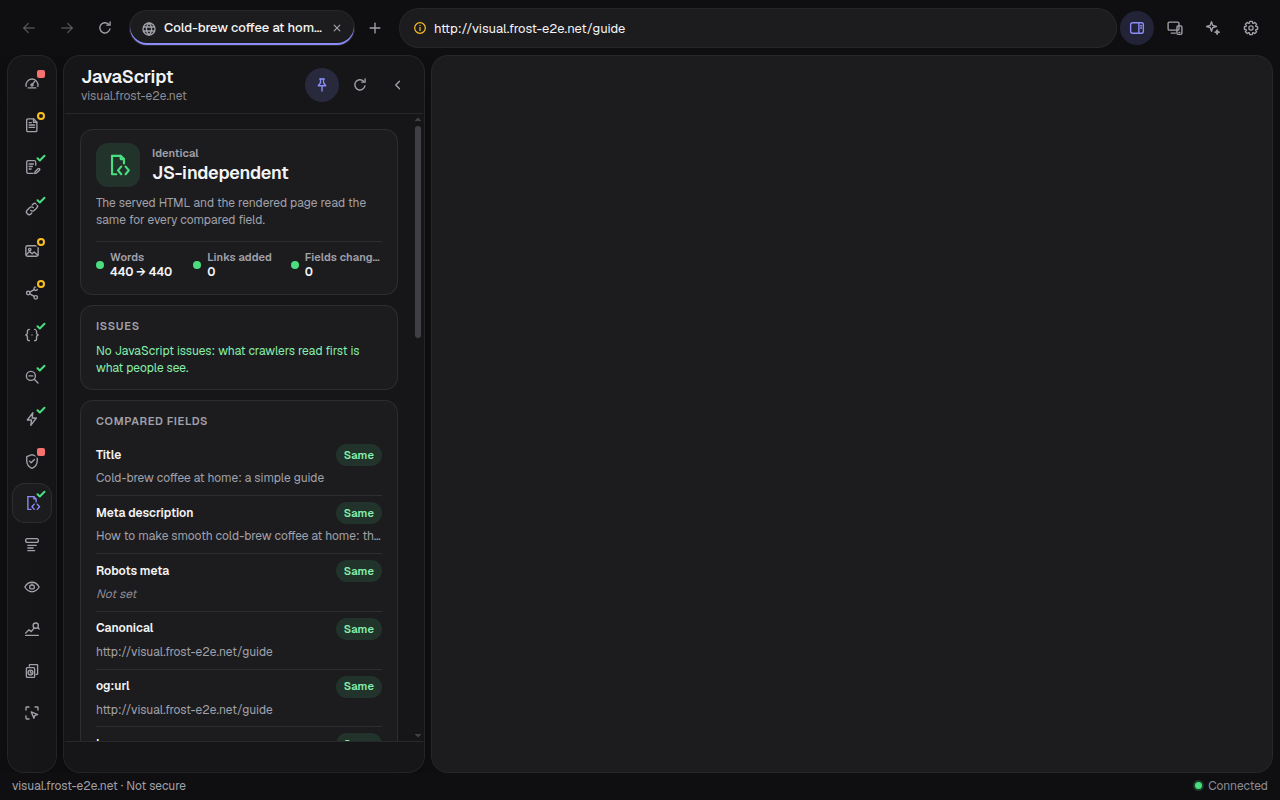 Cold-brew coffee at hom...
http://visual.frost-e2e.net/guide
JavaScript
visual.frost-e2e.net
Identical
JS-independent
The served HTML and the rendered page read the
same for every compared field.
Words
440 → 440
Links added
0
Fields chang...
0
ISSUES
No JavaScript issues: what crawlers read first is
what people see.
COMPARED FIELDS
Title
Same
Cold-brew coffee at home: a simple guide
Meta description
Same
How to make smooth cold-brew coffee at home: th...
Robots meta
Same
Not set
Canonical
Same
http://visual.frost-e2e.net/guide
og:url
Same
http://visual.frost-e2e.net/guide
visual.frost-e2e.net · Not secure
Connected